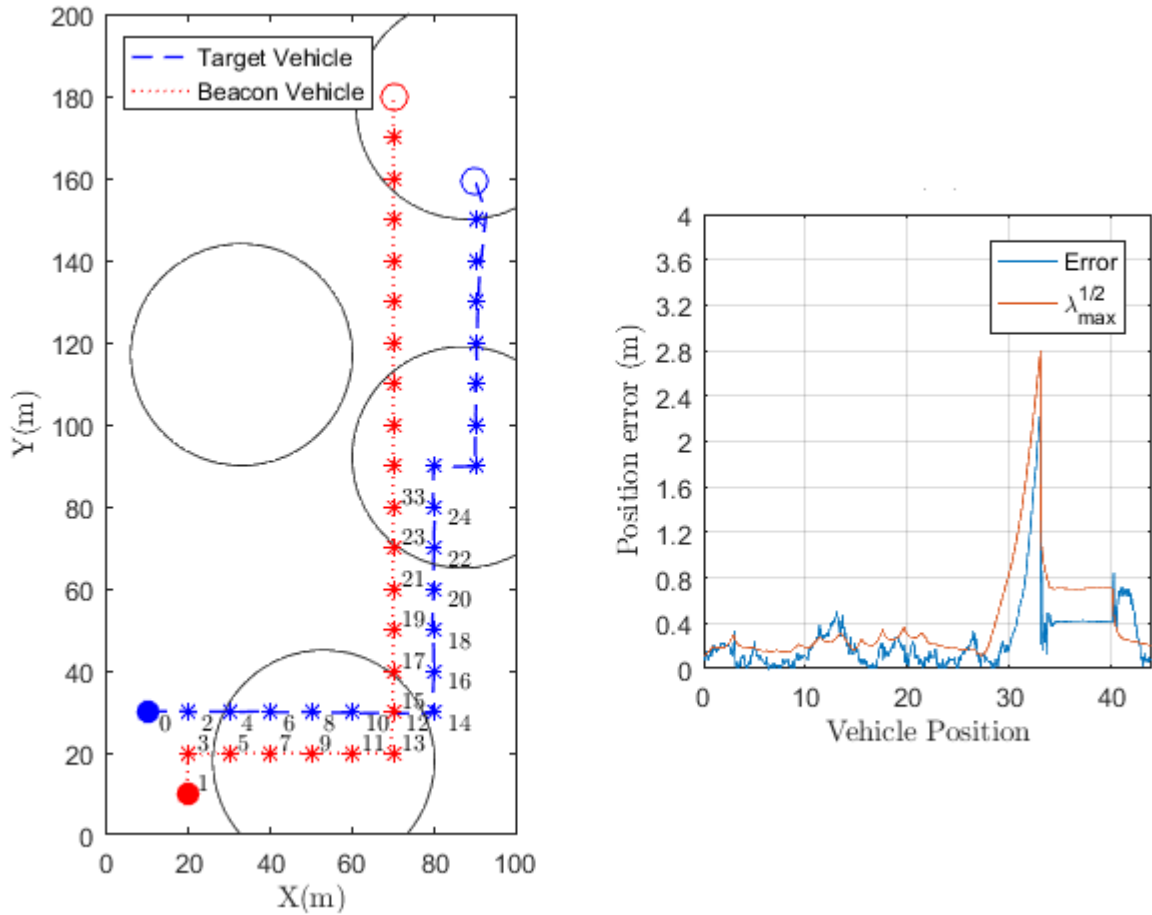 200
180
160
140
120
100
80
60
40
20
0
Y(m)
Target Vehicle
Beacon Vehicle
33
24
23
22
21
20
19
18
17
16
15
0 2 4 6 8 10 12 14
3 5 7 9 11 13
1
0 20 40 60 80 100
X(m)
4
3.6
3.2
2.8
2.4
2
1.6
1.2
0.8
0.4
0
Position error (m)
Error
λ_max^1/2
0 10 20 30 40
Vehicle Position